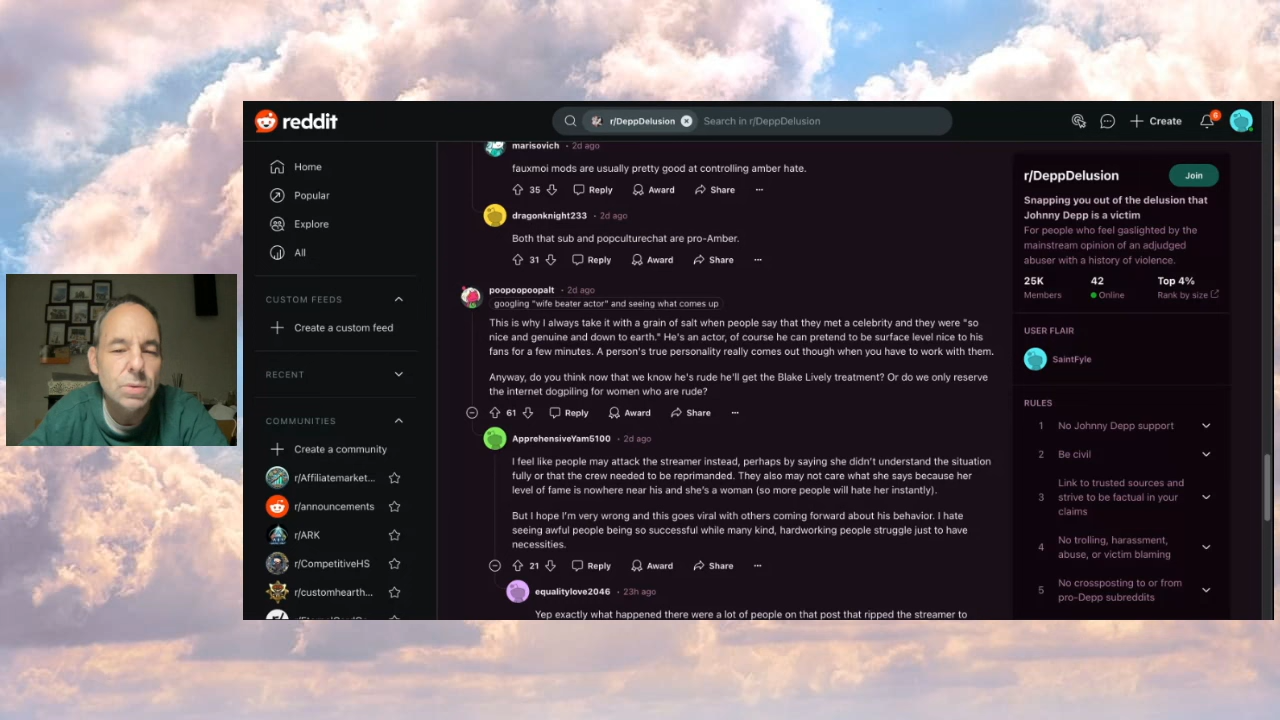 reddit
r/DeppDelusion
Search in r/DeppDelusion
Create
6
Home
Popular
Explore
All
CUSTOM FEEDS
Create a custom feed
RECENT
COMMUNITIES
Create a community
r/Affiliatemarket...
r/announcements
r/ARK
r/CompetitiveHS
r/customhearth...
marisovich • 2d ago
fauxmoi mods are usually pretty good at controlling amber hate.
35 Reply Award Share ...
dragonknight233 • 2d ago
Both that sub and popculturechat are pro-Amber.
31 Reply Award Share ...
poopoopoopalt • 2d ago
googling "wife beater actor" and seeing what comes up
This is why I always take it with a grain of salt when people say that they met a celebrity and they were "so
nice and genuine and down to earth." He's an actor, of course he can pretend to be surface level nice to his
fans for a few minutes. A person's true personality really comes out though when you have to work with them.
Anyway, do you think now that we know he's rude he'll get the Blake Lively treatment? Or do we only reserve
the internet dogpiling for women who are rude?
61 Reply Award Share ...
ApprehensiveYam5100 • 2d ago
I feel like people may attack the streamer instead, perhaps by saying she didn't understand the situation
fully or that the crew needed to be reprimanded. They also may not care what she says because her
level of fame is nowhere near his and she's a woman (so more people will hate her instantly).
But I hope I'm very wrong and this goes viral with others coming forward about his behavior. I hate
seeing awful people being so successful while many kind, hardworking people struggle just to have
necessities.
21 Reply Award Share ...
equalitylove2046 • 23h ago
Yep exactly what happened there were a lot of people on that post that ripped the streamer to
r/DeppDelusion
Join
Snapping you out of the delusion that
Johnny Depp is a victim
For people who feel gaslighted by the
mainstream opinion of an adjudged
abuser with a history of violence.
25K 42 Top 4%
Members Online Rank by size
USER FLAIR
SaintFyle
RULES
1 No Johnny Depp support
2 Be civil
3 Link to trusted sources and
strive to be factual in your
claims
4 No trolling, harassment,
abuse, or victim blaming
5 No crossposting to or from
pro-Depp subreddits